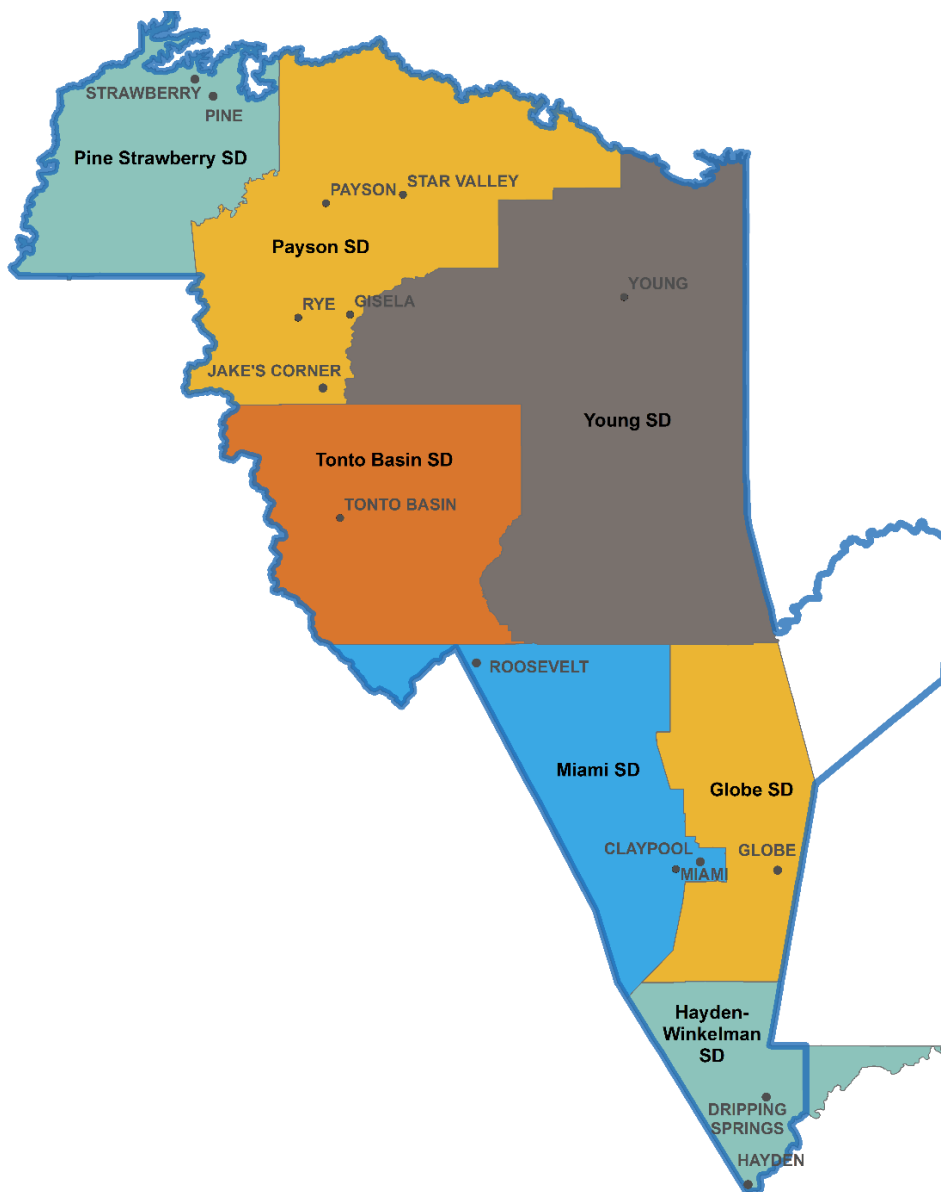 STRAWBERRY
PINE
Pine Strawberry SD
STAR VALLEY
PAYSON
Payson SD
YOUNG
RYE
GISELA
JAKE'S CORNER
Young SD
Tonto Basin SD
TONTO BASIN
ROOSEVELT
Miami SD
Globe SD
CLAYPOOL
GLOBE
MIAMI
Hayden-
Winkelman
SD
DRIPPING
SPRINGS
HAYDEN